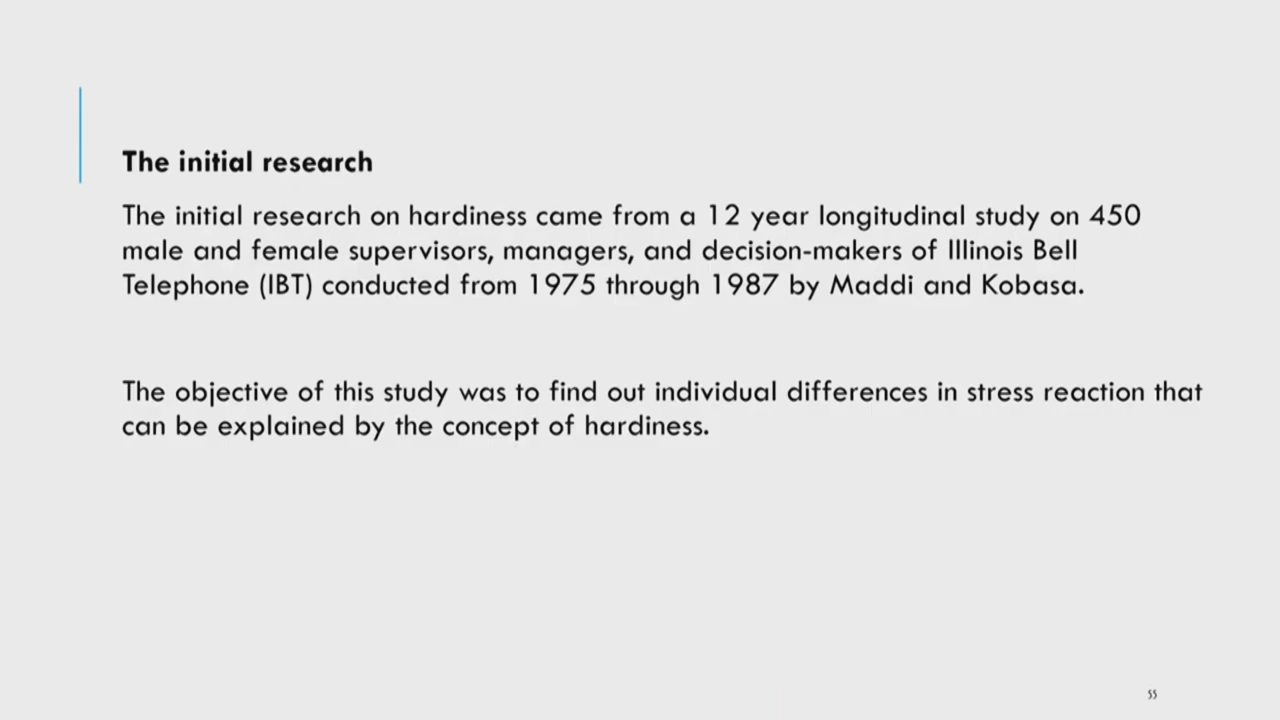 The initial research
The initial research on hardiness came from a 12 year longitudinal study on 450
male and female supervisors, managers, and decision-makers of Illinois Bell
Telephone (IBT) conducted from 1975 through 1987 by Maddi and Kobasa.
The objective of this study was to find out individual differences in stress reaction that
can be explained by the concept of hardiness.
55